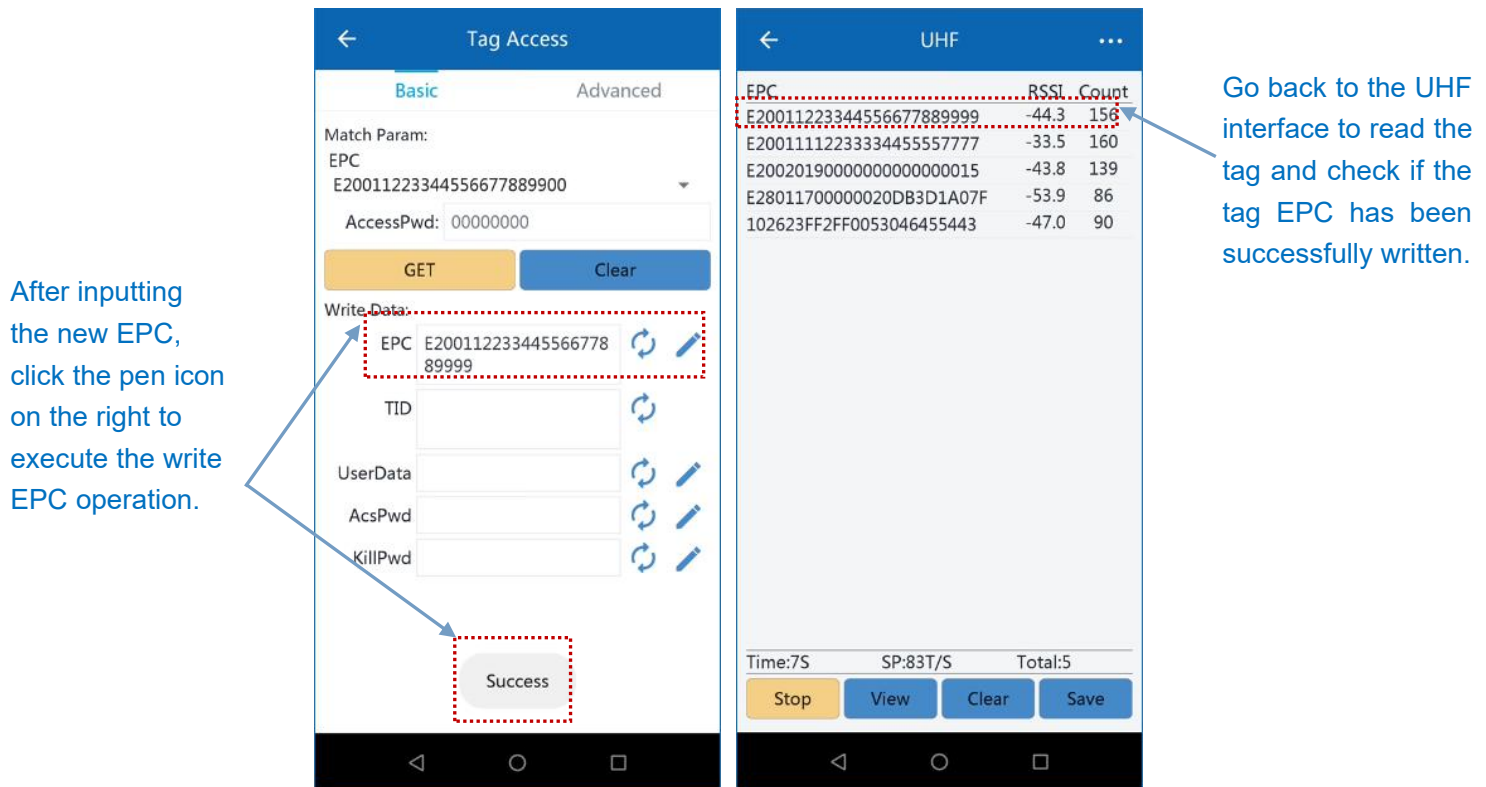 After inputting
the new EPC,
click the pen icon
on the right to
execute the write
EPC operation.
Tag Access
Basic Advanced
Match Param:
EPC
E20011223344556677889900
AccessPwd: 00000000
GET Clear
Write Data:
EPC E200112233445566778
89999
TID
UserData
AcsPwd
KillPwd
Success
UHF
EPC RSSI Count
E20011223344556677889999 -44.3 156
E20011112233334455557777 -33.5 160
E20020190000000000000015 -43.8 139
E28011700000020DB3D1A07F -53.9 86
102623FF2FF0053046455443 -47.0 90
Time:7S SP:83T/S Total:5
Stop View Clear Save
Go back to the UHF
interface to read the
tag and check if the
tag EPC has been
successfully written.